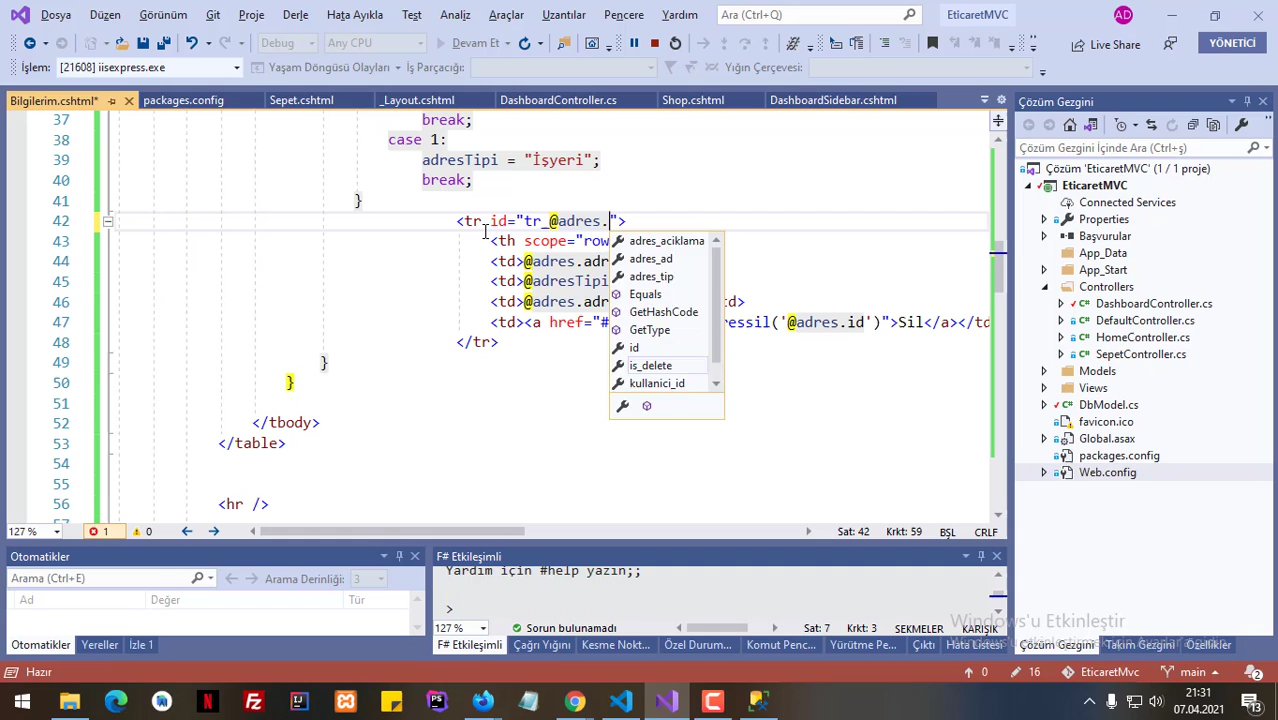 Dosya Düzen Görünüm Git Proje Derle Hata Ayıkla Test Analiz Araçlar Uzantılar Pencere Yardım Ara (Ctrl+Q) EticaretMVC AD
Debug Any CPU Devam Et Live Share YÖNETİCİ
İşlem: [21608] iisexpress.exe Yaşam Döngüsü Olayları İş Parçacığı: Yığın Çerçevesi:
Bilgilerim.cshtml* packages.config Sepet.cshtml _Layout.cshtml DashboardController.cs Shop.cshtml DashboardSidebar.cshtml
37 break;
38 case 1:
39 adresTipi = "İşyeri";
40 break;
41 }
42 <tr id="tr_@adres.">
43 <th scope="row
44 <td>@adres.adr
45 <td>@adresTipi
46 <td>@adres.adr td>
47 <td><a href="# ressil('@adres.id')">Sil</a></td
48 </tr>
49 }
50 }
51
52 </tbody>
53 </table>
54
55
56 <hr />
adres_aciklama
adres_ad
adres_tip
Equals
GetHashCode
GetType
id
is_delete
kullanici_id
127 % 1 0 Sat: 42 Krkt: 59 BŞL CRLF
Çözüm Gezgini
Çözüm Gezgini İçinde Ara (Ctrl+ş)
Çözüm 'EticaretMVC' (1 / 1 proje)
EticaretMVC
Connected Services
Properties
Başvurular
App_Data
App_Start
Controllers
DashboardController.cs
DefaultController.cs
HomeController.cs
SepetController.cs
Models
Views
DbModel.cs
favicon.ico
Global.asax
packages.config
Web.config
Otomatikler
Arama (Ctrl+E) Arama Derinliği: 3
Ad Değer Tür
Otomatikler Yereller İzle 1
F# Etkileşimli
Yardım için #help yazın;;
>
127 % Sorun bulunamadı Sat: 7 Krkt: 3 SEKMELER KARIŞIK
F# Etkileşimli Çağrı Yığını Kesme Nokt... Özel Durum... Komut Penc... Yürütme Pe... Çıktı Hata Listesi
Windows'u Etkinleştir
Windows'u etkinleştirmek için Ayarlar'a gidin.
Çözüm Gezgini Takım Gezgini Özellikler
Hazır 0 16 EticaretMvc main
21:31
07.04.2021
13